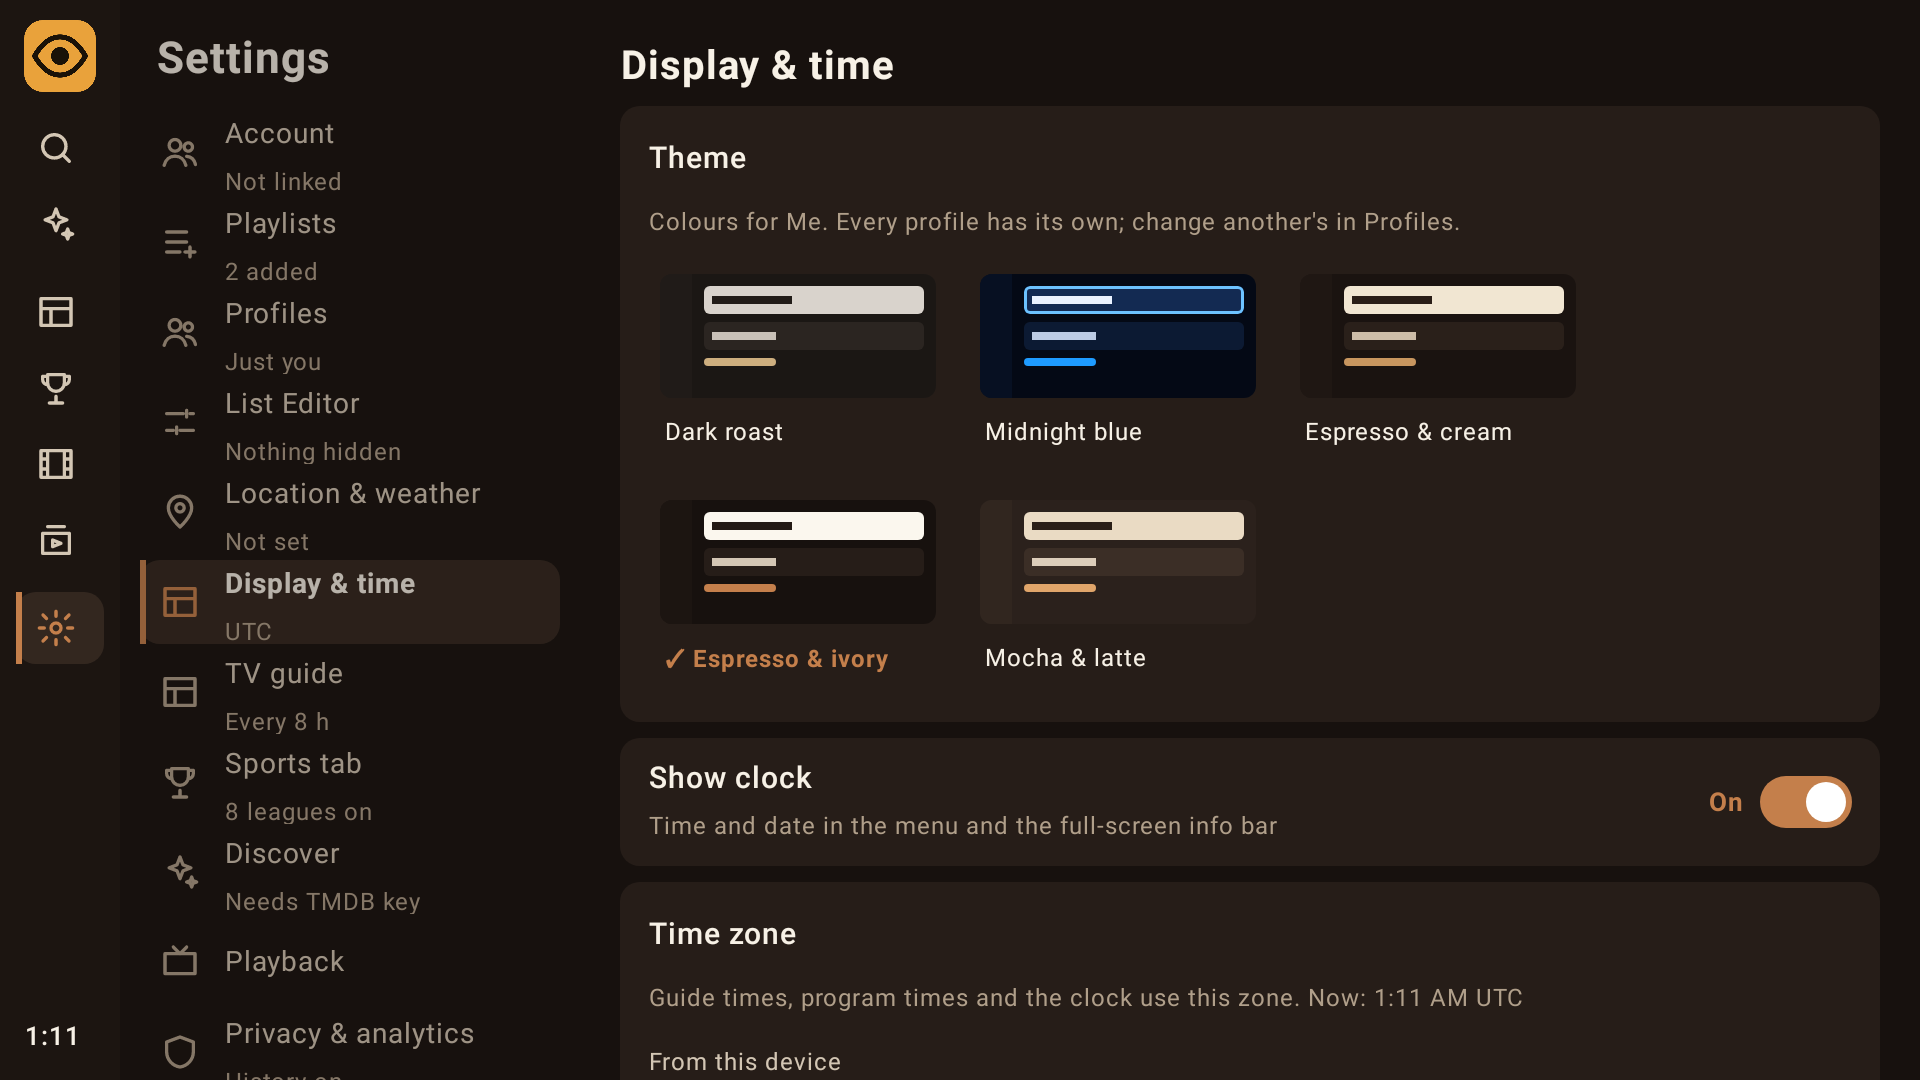 Settings
Account
Not linked
Playlists
2 added
Profiles
Just you
List Editor
Nothing hidden
Location & weather
Not set
Display & time
UTC
TV guide
Every 8 h
Sports tab
8 leagues on
Discover
Needs TMDB key
Playback
Privacy & analytics
History on
1:11
Display & time
Theme
Colours for Me. Every profile has its own; change another's in Profiles.
Dark roast
Midnight blue
Espresso & cream
✓ Espresso & ivory
Mocha & latte
Show clock
Time and date in the menu and the full-screen info bar
On
Time zone
Guide times, program times and the clock use this zone. Now: 1:11 AM UTC
From this device